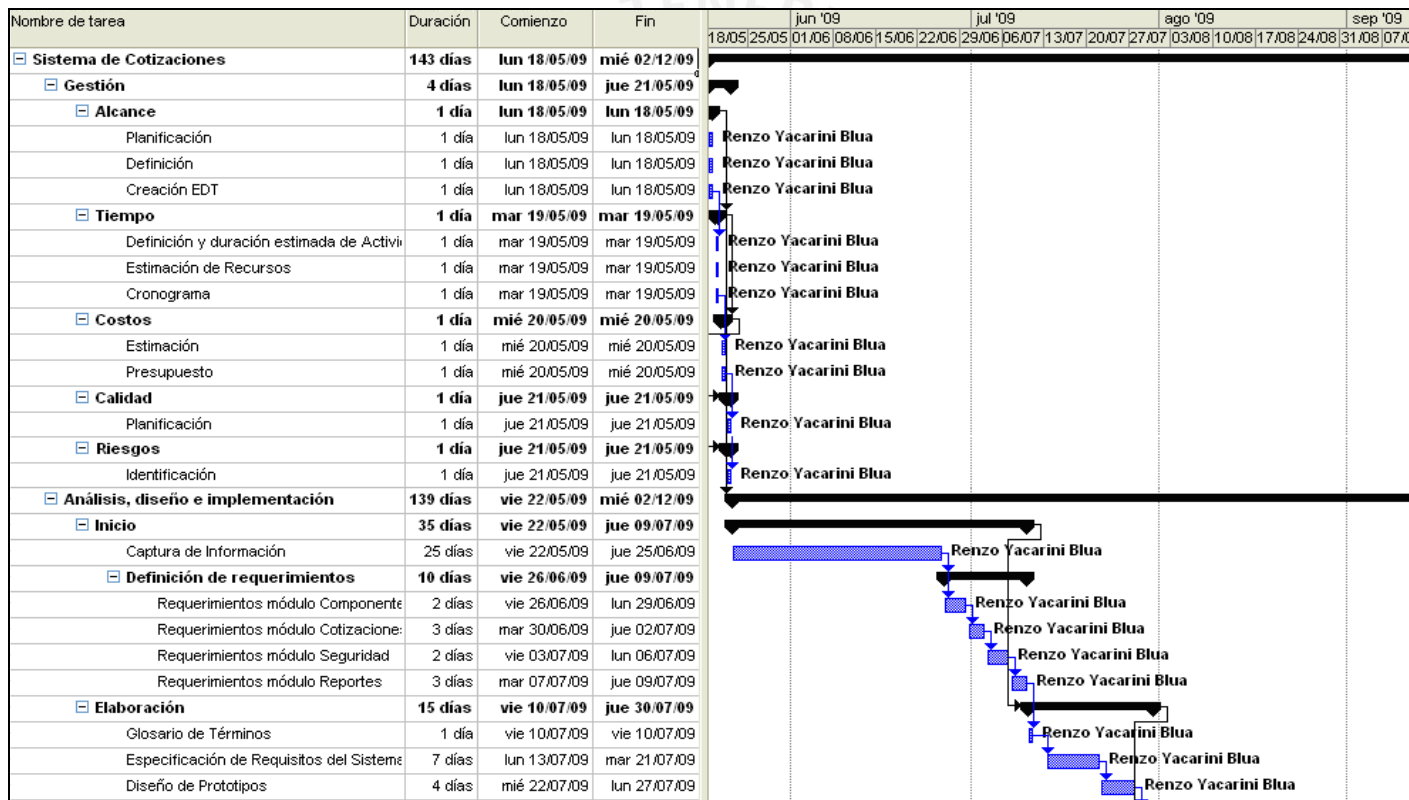 Nombre de tarea Duración Comienzo Fin jun '09 jul '09 ago '09 sep '09
18/05 25/05 01/06 08/06 15/06 22/06 29/06 06/07 13/07 20/07 27/07 03/08 10/08 17/08 24/08 31/08 07/0
Sistema de Cotizaciones 143 días lun 18/05/09 mié 02/12/09
Gestión 4 días lun 18/05/09 jue 21/05/09
Alcance 1 día lun 18/05/09 lun 18/05/09
Planificación 1 día lun 18/05/09 lun 18/05/09 Renzo Yacarini Blua
Definición 1 día lun 18/05/09 lun 18/05/09 Renzo Yacarini Blua
Creación EDT 1 día lun 18/05/09 lun 18/05/09 Renzo Yacarini Blua
Tiempo 1 día mar 19/05/09 mar 19/05/09
Definición y duración estimada de Activi 1 día mar 19/05/09 mar 19/05/09 Renzo Yacarini Blua
Estimación de Recursos 1 día mar 19/05/09 mar 19/05/09 Renzo Yacarini Blua
Cronograma 1 día mar 19/05/09 mar 19/05/09 Renzo Yacarini Blua
Costos 1 día mié 20/05/09 mié 20/05/09
Estimación 1 día mié 20/05/09 mié 20/05/09 Renzo Yacarini Blua
Presupuesto 1 día mié 20/05/09 mié 20/05/09 Renzo Yacarini Blua
Calidad 1 día jue 21/05/09 jue 21/05/09
Planificación 1 día jue 21/05/09 jue 21/05/09 Renzo Yacarini Blua
Riesgos 1 día jue 21/05/09 jue 21/05/09
Identificación 1 día jue 21/05/09 jue 21/05/09 Renzo Yacarini Blua
Análisis, diseño e implementación 139 días vie 22/05/09 mié 02/12/09
Inicio 35 días vie 22/05/09 jue 09/07/09
Captura de Información 25 días vie 22/05/09 jue 25/06/09 Renzo Yacarini Blua
Definición de requerimientos 10 días vie 26/06/09 jue 09/07/09
Requerimientos módulo Componente 2 días vie 26/06/09 lun 29/06/09 Renzo Yacarini Blua
Requerimientos módulo Cotizacione 3 días mar 30/06/09 jue 02/07/09 Renzo Yacarini Blua
Requerimientos módulo Seguridad 2 días vie 03/07/09 lun 06/07/09 Renzo Yacarini Blua
Requerimientos módulo Reportes 3 días mar 07/07/09 jue 09/07/09 Renzo Yacarini Blua
Elaboración 15 días vie 10/07/09 jue 30/07/09
Glosario de Términos 1 día vie 10/07/09 vie 10/07/09 Renzo Yacarini Blua
Especificación de Requisitos del Sistema 7 días lun 13/07/09 mar 21/07/09 Renzo Yacarini Blua
Diseño de Prototipos 4 días mié 22/07/09 lun 27/07/09 Renzo Yacarini Blua